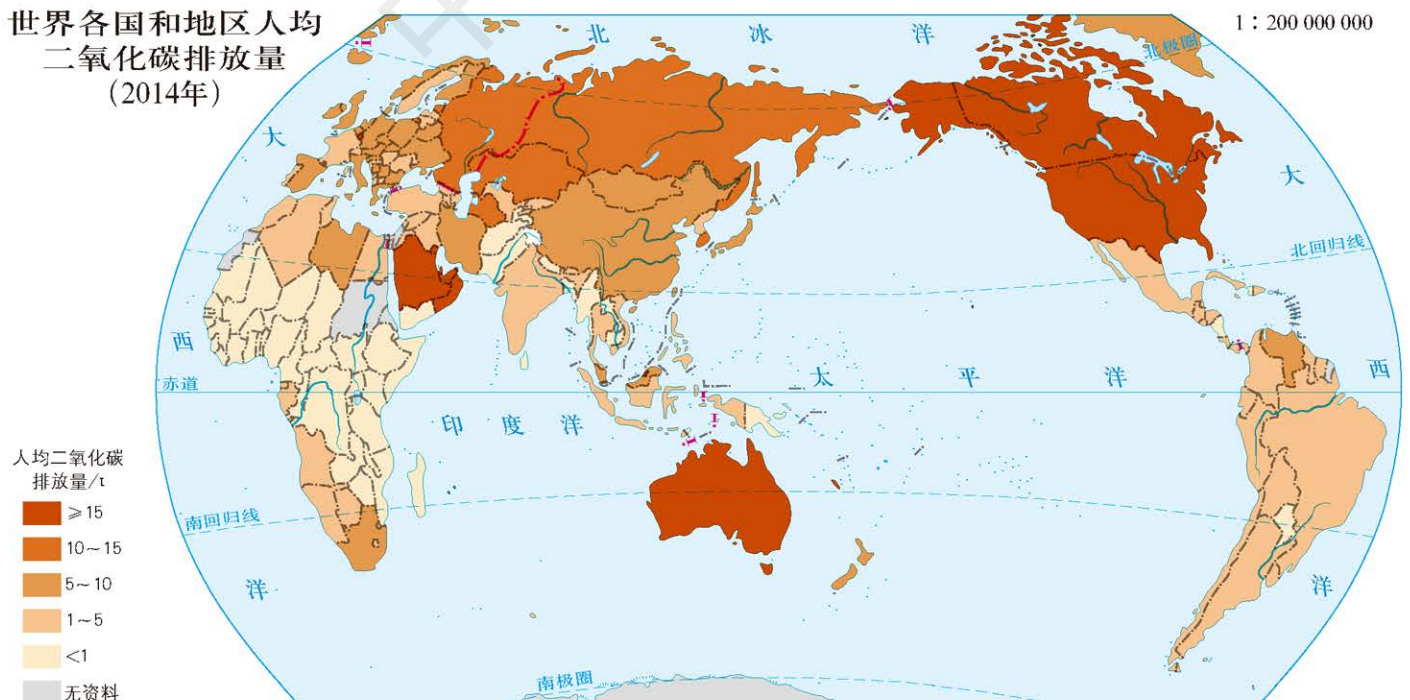 世界各国和地区人均
二氧化碳排放量
(2014年)
1∶200 000 000
北 冰 洋
北极圈
大
大
北回归线
西
西
赤道
太 平 洋
印 度 洋
人均二氧化碳
排放量/t
≥15
10~15
5~10
1~5
<1
无资料
南回归线
洋
洋
南极圈
中